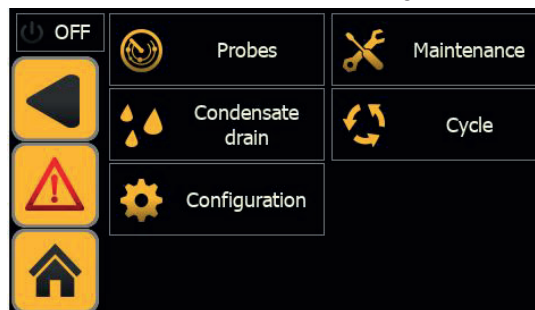 OFF
Probes
Maintenance
Condensate
drain
Cycle
Configuration